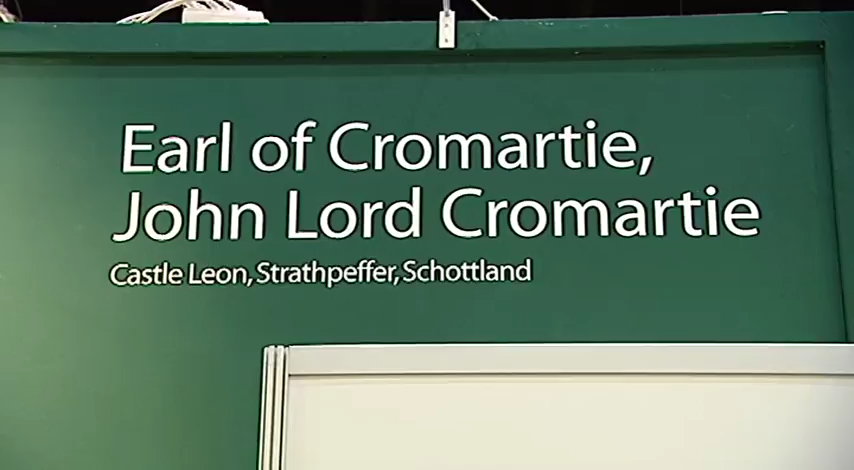 Earl of Cromartie,
John Lord Cromartie
Castle Leon, Strathpeffer, Schottland